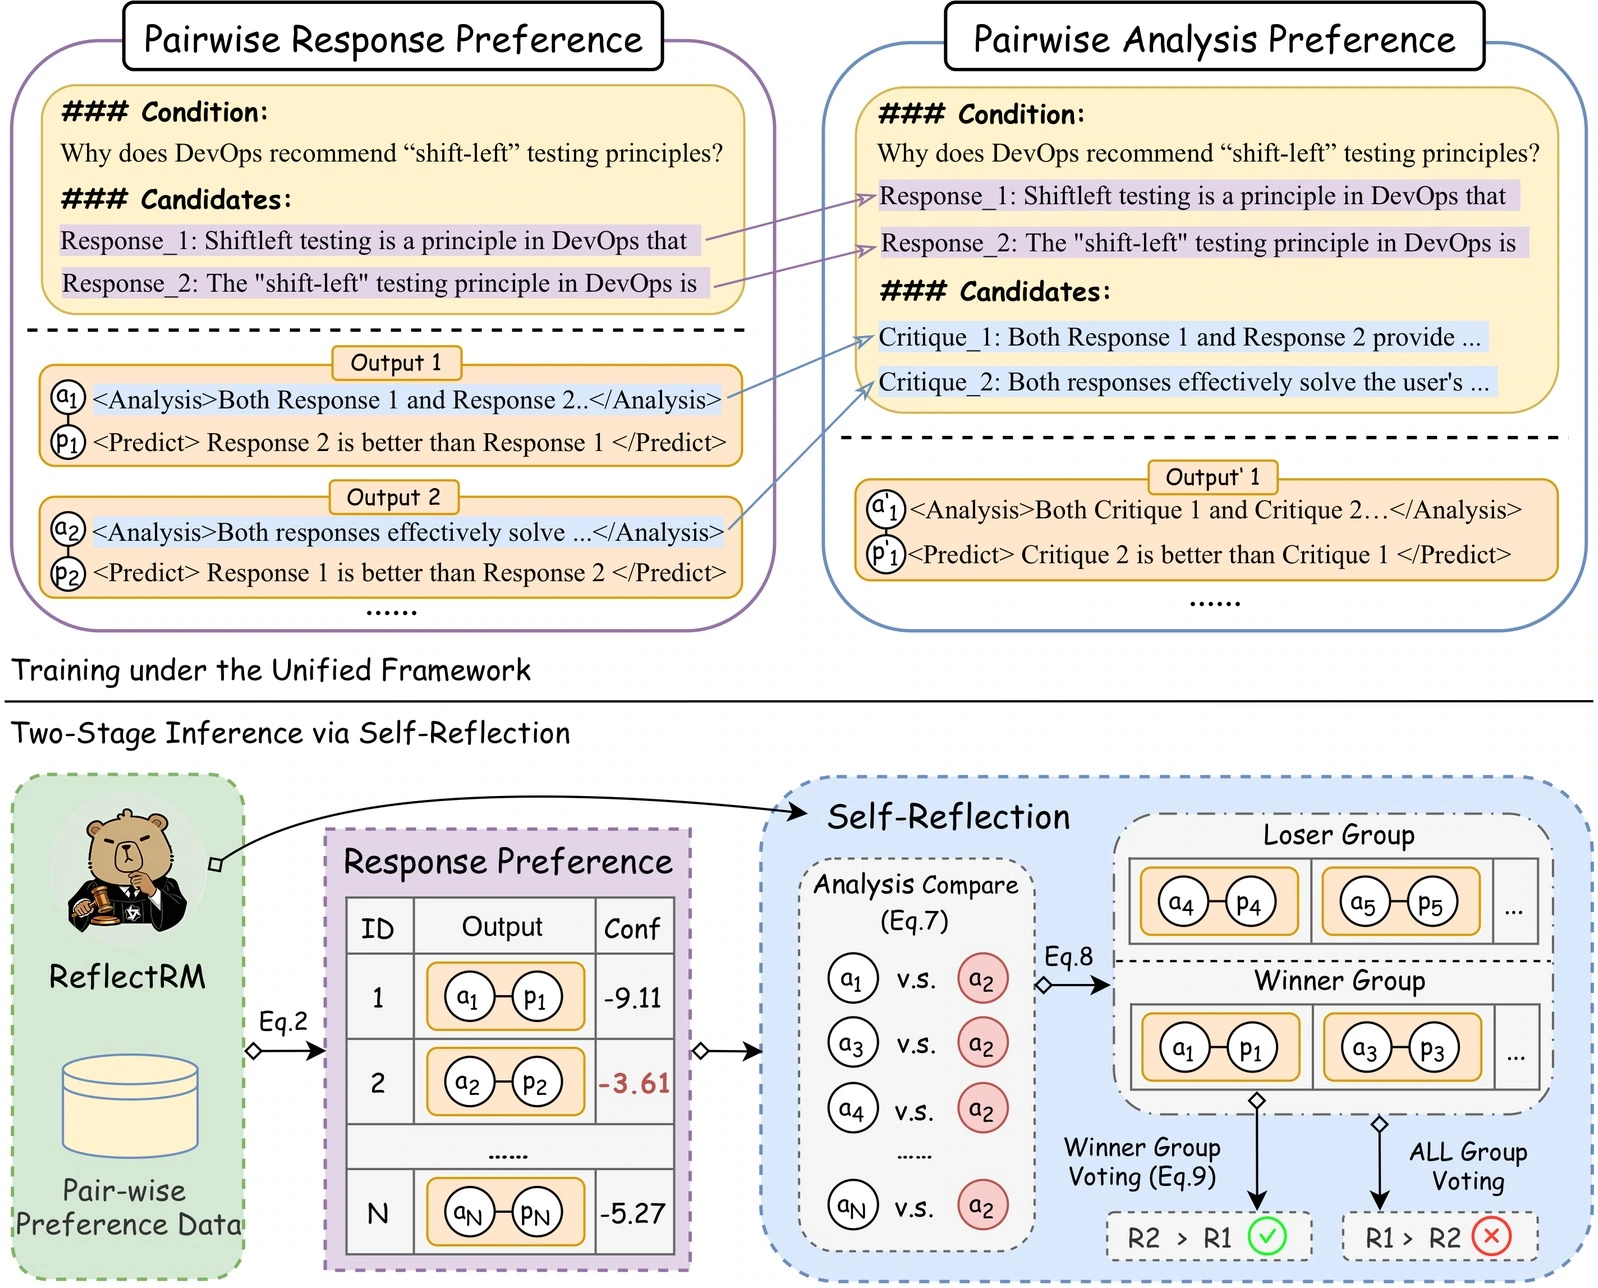 Pairwise Response Preference
### Condition:
Why does DevOps recommend “shift-left” testing principles?
### Candidates:
Response_1: Shiftleft testing is a principle in DevOps that
Response_2: The "shift-left" testing principle in DevOps is
Output 1
a1 <Analysis>Both Response 1 and Response 2..</Analysis>
p1 <Predict> Response 2 is better than Response 1 </Predict>
Output 2
a2 <Analysis>Both responses effectively solve ...</Analysis>
p2 <Predict> Response 1 is better than Response 2 </Predict>
......
Pairwise Analysis Preference
### Condition:
Why does DevOps recommend “shift-left” testing principles?
Response_1: Shiftleft testing is a principle in DevOps that
Response_2: The "shift-left" testing principle in DevOps is
### Candidates:
Critique_1: Both Response 1 and Response 2 provide ...
Critique_2: Both responses effectively solve the user's ...
Output' 1
a'1 <Analysis>Both Critique 1 and Critique 2…</Analysis>
p'1 <Predict> Critique 2 is better than Critique 1 </Predict>
......
Training under the Unified Framework
Two-Stage Inference via Self-Reflection
ReflectRM
Pair-wise
Preference Data
Eq.2
Response Preference
ID Output Conf
1 a1 p1 -9.11
2 a2 p2 -3.61
......
N aN pN -5.27
Self-Reflection
Analysis Compare
(Eq.7)
a1 v.s. a2
a3 v.s. a2
a4 v.s. a2
......
aN v.s. a2
Eq.8
Loser Group
a4 p4 a5 p5 ...
Winner Group
a1 p1 a3 p3 ...
Winner Group
Voting (Eq.9)
ALL Group
Voting
R2 > R1
R1 > R2